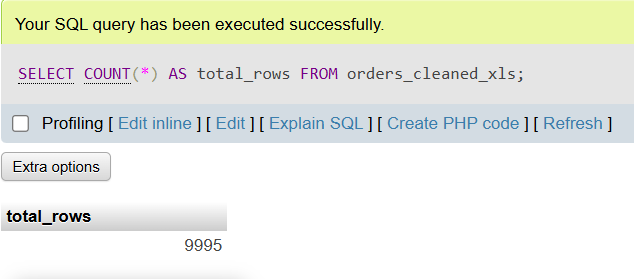 Your SQL query has been executed successfully.
SELECT COUNT(*) AS total_rows FROM orders_cleaned_xls;
Profiling [ Edit inline ] [ Edit ] [ Explain SQL ] [ Create PHP code ] [ Refresh ]
Extra options
total_rows
9995